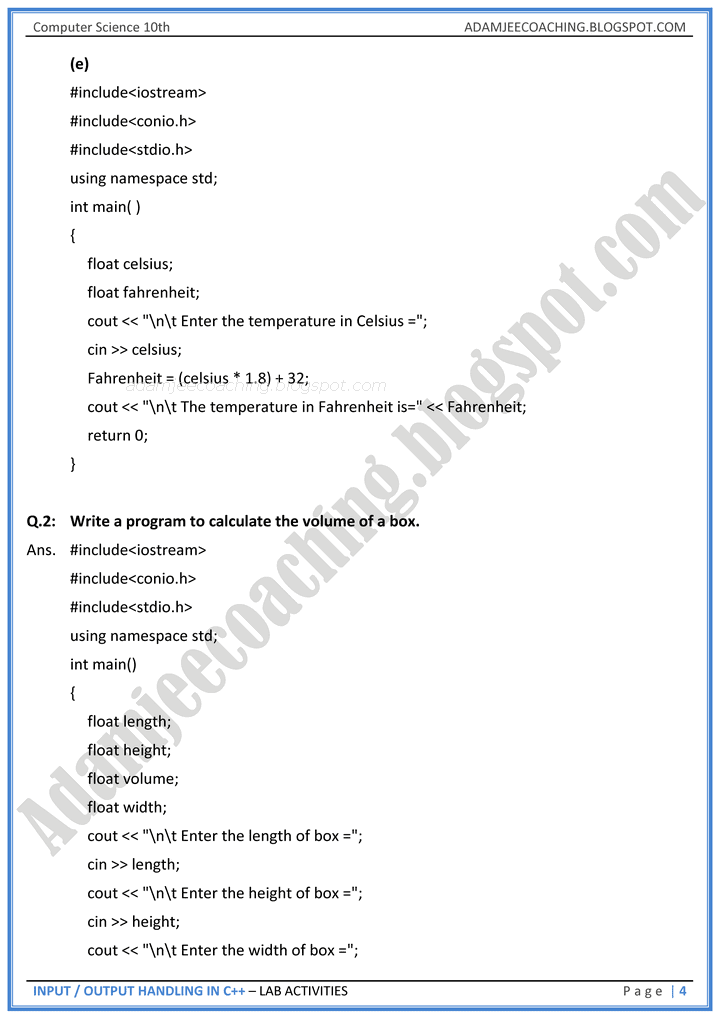 Computer Science 10th ADAMJEECOACHING.BLOGSPOT.COM
(e)
#include<iostream>
#include<conio.h>
#include<stdio.h>
using namespace std;
int main( )
{
float celsius;
float fahrenheit;
cout << "\n\t Enter the temperature in Celsius =";
cin >> celsius;
Fahrenheit = (celsius * 1.8) + 32;
adamjeecoaching.blogspot.com
cout << "\n\t The temperature in Fahrenheit is=" << Fahrenheit;
return 0;
}
Q.2: Write a program to calculate the volume of a box.
Ans. #include<iostream>
#include<conio.h>
#include<stdio.h>
using namespace std;
int main()
{
float length;
float height;
float volume;
float width;
cout << "\n\t Enter the length of box =";
cin >> length;
cout << "\n\t Enter the height of box =";
cin >> height;
cout << "\n\t Enter the width of box =";
Adamjeecoaching.blogspot.com
INPUT / OUTPUT HANDLING IN C++ – LAB ACTIVITIES Page | 4